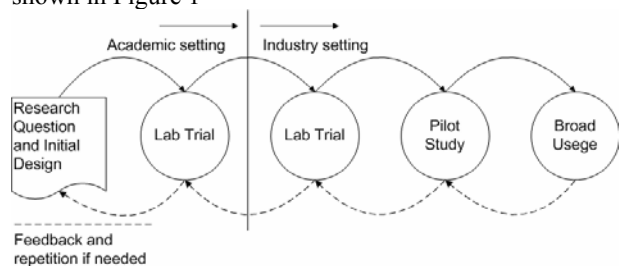 shown in Figure 1
Academic setting
Industry setting
Research
Question
and Initial
Design
Lab Trial
Lab Trial
Pilot
Study
Broad
Usege
Feedback and
repetition if needed